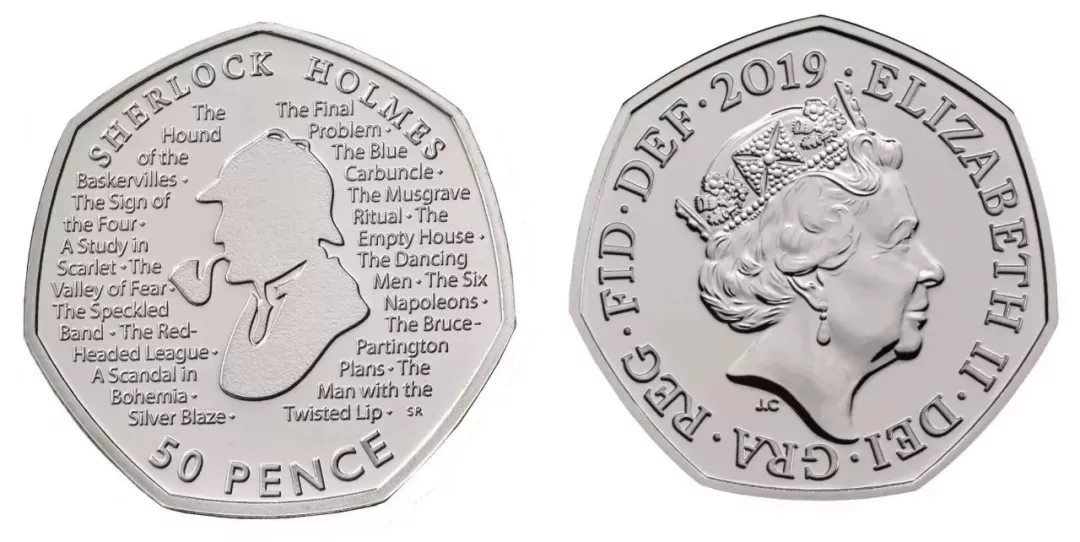 SHERLOCK HOLMES
The
Hound
of the
Baskervilles •
The Sign of
the Four •
A Study in
Scarlet • The
Valley of Fear •
The Speckled
Band • The Red-
Headed League •
A Scandal in
Bohemia •
Silver Blaze •
The Final
Problem •
The Blue
Carbuncle •
The Musgrave
Ritual • The
Empty House •
The Dancing
Men • The Six
Napoleons •
The Bruce-
Partington
Plans • The
Man with the
Twisted Lip • SR
50 PENCE
ELIZABETH II · DEI · GRA · REG · FID · DEF · 2019 ·
J.C